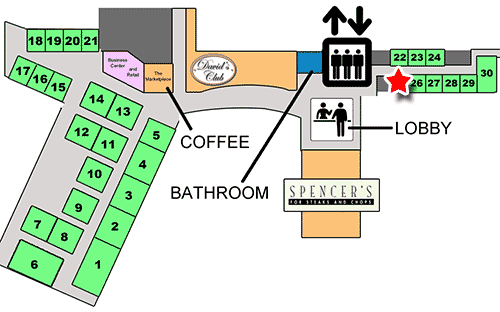 18 19 20 21
Business
Center
and
Retail
The
Marketplace
David's
Club
22 23 24
30
17 16 15
26 27 28 29
14 13
COFFEE
LOBBY
12 11
5
4
10
BATHROOM
3
SPENCER'S
FOR STEAKS AND CHOPS
9
7 8
2
6
1